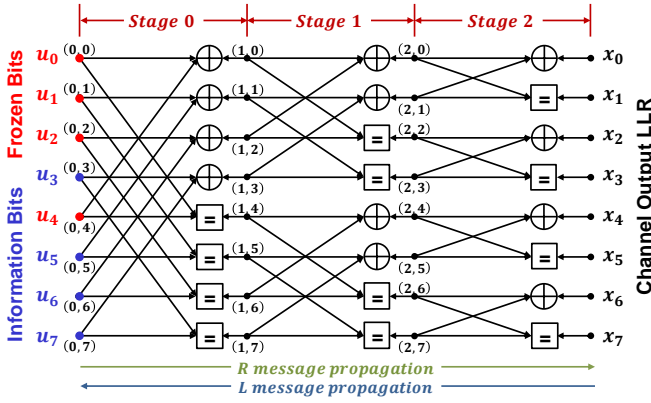 Stage 0 Stage 1 Stage 2
u0 (0,0) (1,0) (2,0) x0
u1 (0,1) (1,1) (2,1) = x1
u2 (0,2) (1,2) = (2,2) x2
u3 (0,3) (1,3) = (2,3) = x3
u4 (0,4) = (1,4) (2,4) x4
u5 (0,5) = (1,5) (2,5) = x5
u6 (0,6) = (1,6) = (2,6) x6
u7 (0,7) = (1,7) = (2,7) = x7
Frozen Bits
Information Bits
Channel Output LLR
R message propagation
L message propagation